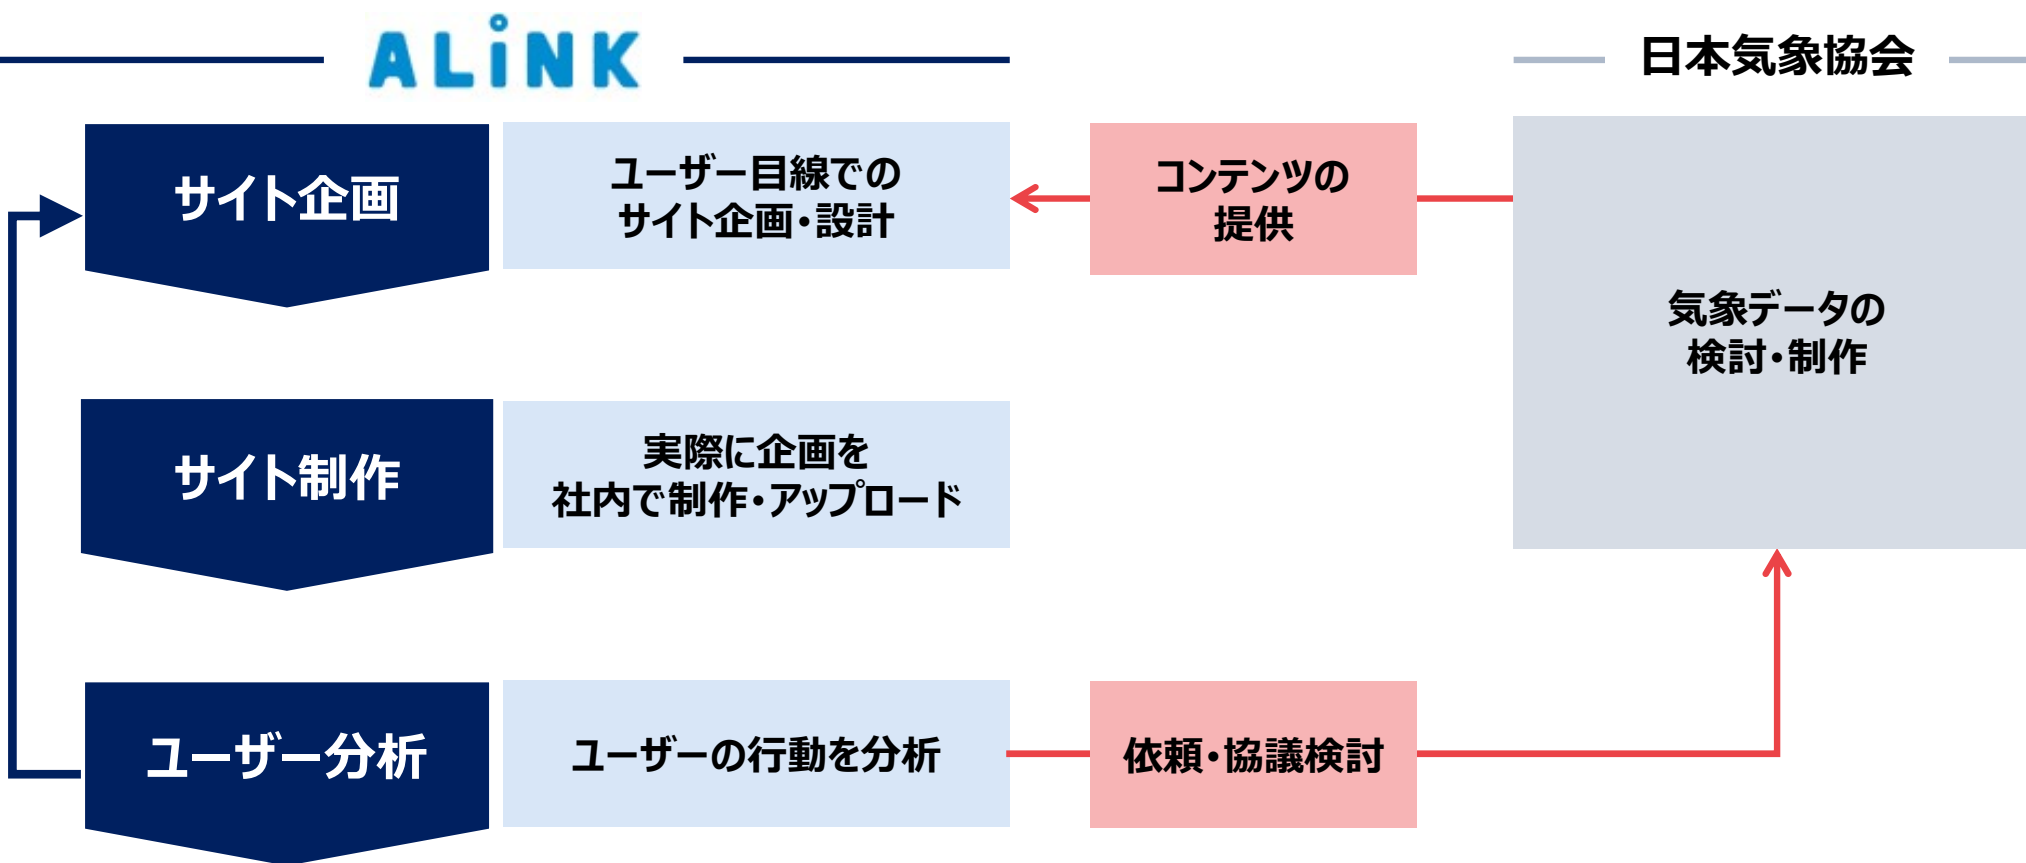 ALiNK
日本気象協会
サイト企画
ユーザー目線での
サイト企画・設計
コンテンツの
提供
気象データの
検討・制作
サイト制作
実際に企画を
社内で制作・アップロード
ユーザー分析
ユーザーの行動を分析
依頼・協議検討